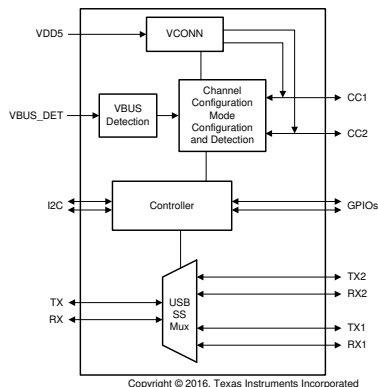 VDD5
VCONN
Channel
Configuration
Mode
Configuration
and Detection
CC1
VBUS_DET
VBUS
Detection
CC2
I2C
Controller
GPIOs
TX2
USB
SS
Mux
RX2
TX
RX
TX1
RX1
Copyright © 2016, Texas Instruments Incorporated